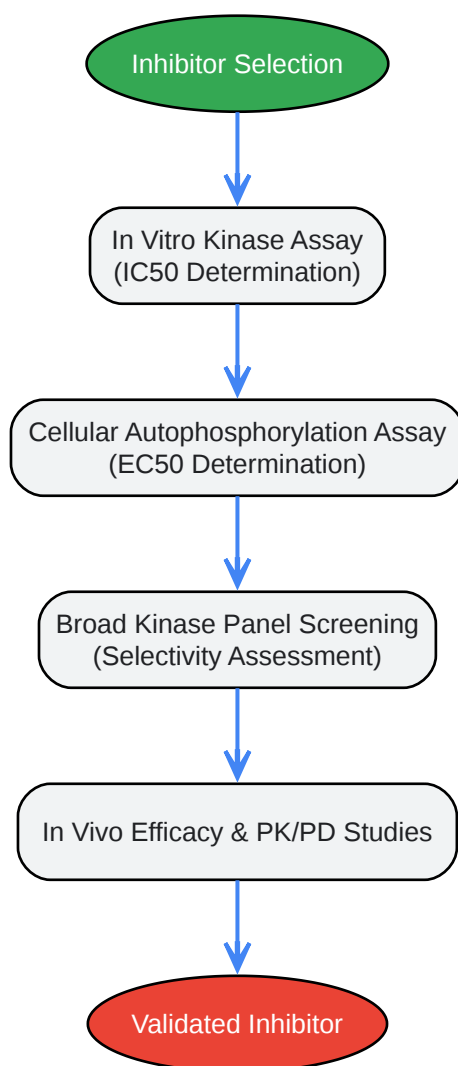 Inhibitor Selection
In Vitro Kinase Assay
(IC50 Determination)
Cellular Autophosphorylation Assay
(EC50 Determination)
Broad Kinase Panel Screening
(Selectivity Assessment)
In Vivo Efficacy & PK/PD Studies
Validated Inhibitor